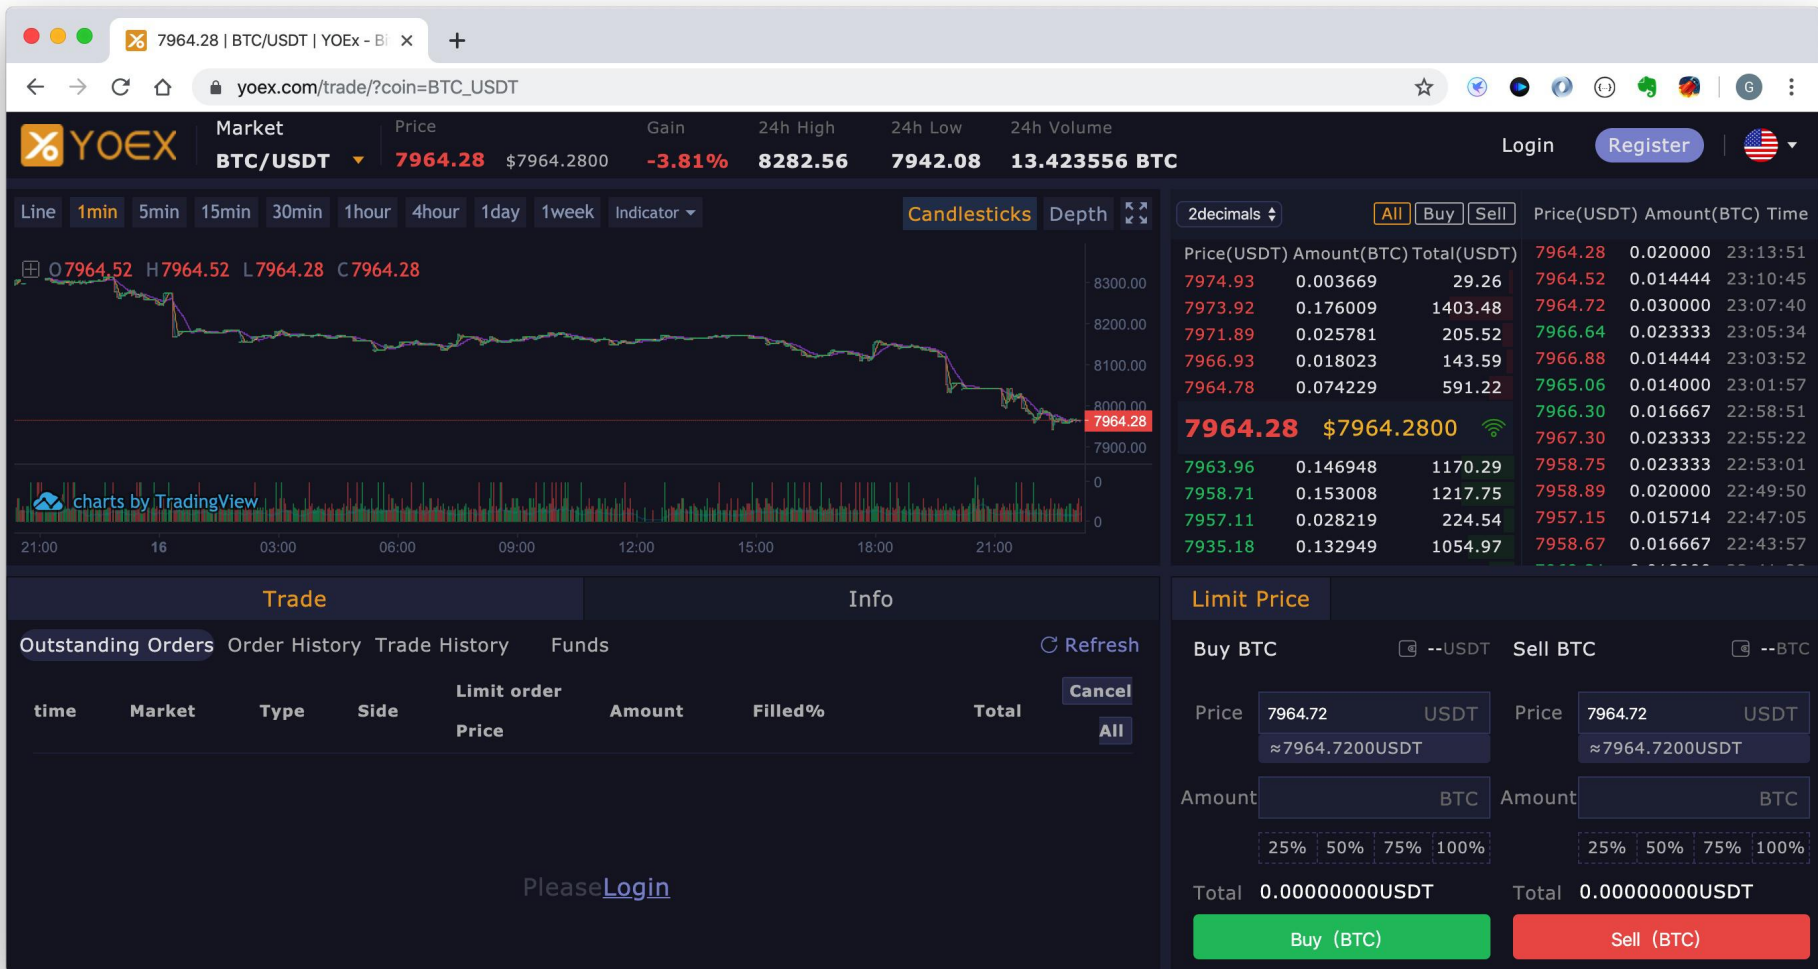 7964.28 | BTC/USDT | YOEx - Bi
yoex.com/trade/?coin=BTC_USDT
G
YOEX
Market Price Gain 24h High 24h Low 24h Volume
BTC/USDT 7964.28 $7964.2800 -3.81% 8282.56 7942.08 13.423556 BTC
Login Register
Line 1min 5min 15min 30min 1hour 4hour 1day 1week Indicator Candlesticks Depth
O7964.52 H7964.52 L7964.28 C7964.28
8300.00
8200.00
8100.00
8000.00
7964.28
7900.00
0
0
charts by TradingView
21:00 16 03:00 06:00 09:00 12:00 15:00 18:00 21:00
2decimals All Buy Sell
Price(USDT) Amount(BTC) Total(USDT)
7974.93 0.003669 29.26
7973.92 0.176009 1403.48
7971.89 0.025781 205.52
7966.93 0.018023 143.59
7964.78 0.074229 591.22
7964.28 $7964.2800
7963.96 0.146948 1170.29
7958.71 0.153008 1217.75
7957.11 0.028219 224.54
7935.18 0.132949 1054.97
Price(USDT) Amount(BTC) Time
7964.28 0.020000 23:13:51
7964.52 0.014444 23:10:45
7964.72 0.030000 23:07:40
7966.64 0.023333 23:05:34
7966.88 0.014444 23:03:52
7965.06 0.014000 23:01:57
7966.30 0.016667 22:58:51
7967.30 0.023333 22:55:22
7958.75 0.023333 22:53:01
7958.89 0.020000 22:49:50
7957.15 0.015714 22:47:05
7958.67 0.016667 22:43:57
Trade Info
Outstanding Orders Order History Trade History Funds Refresh
time Market Type Side Limit order Price Amount Filled% Total Cancel All
PleaseLogin
Limit Price
Buy BTC --USDT
Price 7964.72 USDT
≈7964.7200USDT
Amount BTC
25% 50% 75% 100%
Total 0.00000000USDT
Buy (BTC)
Sell BTC --BTC
Price 7964.72 USDT
≈7964.7200USDT
Amount BTC
25% 50% 75% 100%
Total 0.00000000USDT
Sell (BTC)